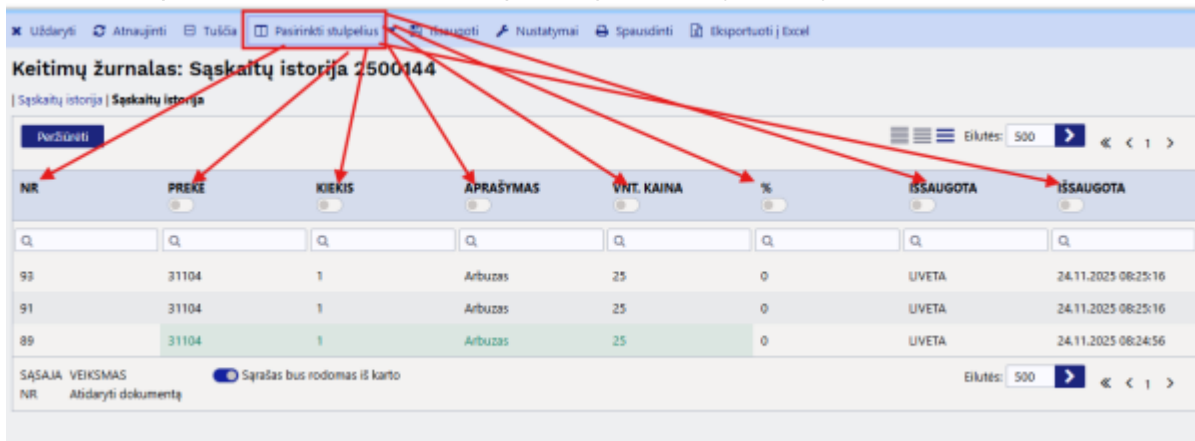 Uždaryti Atnaujinti Tuščia Pasirinkti stulpelius Išsaugoti Nustatymai Spausdinti Eksportuoti į Excel
Keitimų žurnalas: Sąskaitų istorija 2500144
| Sąskaitų istorija | Sąskaitų istorija
Peržiūrėti Eilutės: 500 « < 1 >
NR PREKĖ KIEKIS APRAŠYMAS VNT. KAINA % IŠSAUGOTA IŠSAUGOTA
93 31104 1 Arbuzas 25 0 LIVETA 24.11.2025 08:25:16
91 31104 1 Arbuzas 25 0 LIVETA 24.11.2025 08:25:16
89 31104 1 Arbuzas 25 0 LIVETA 24.11.2025 08:24:56
SĄSAJA VEIKSMAS Sąrašas bus rodomas iš karto Eilutės: 500 « < 1 >
NR Atidaryti dokumentą